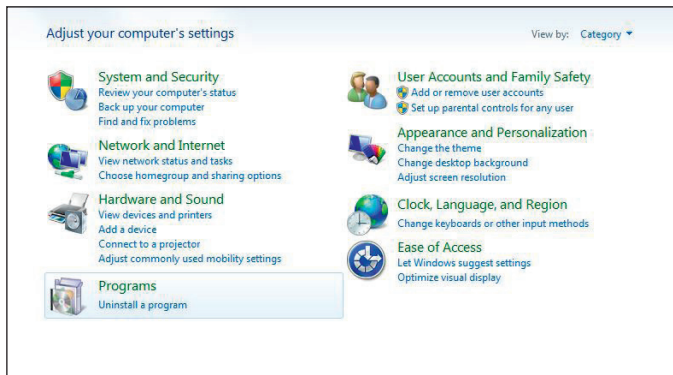 Adjust your computer's settings
View by: Category
System and Security
Review your computer's status
Back up your computer
Find and fix problems
Network and Internet
View network status and tasks
Choose homegroup and sharing options
Hardware and Sound
View devices and printers
Add a device
Connect to a projector
Adjust commonly used mobility settings
Programs
Uninstall a program
User Accounts and Family Safety
Add or remove user accounts
Set up parental controls for any user
Appearance and Personalization
Change the theme
Change desktop background
Adjust screen resolution
Clock, Language, and Region
Change keyboards or other input methods
Ease of Access
Let Windows suggest settings
Optimize visual display